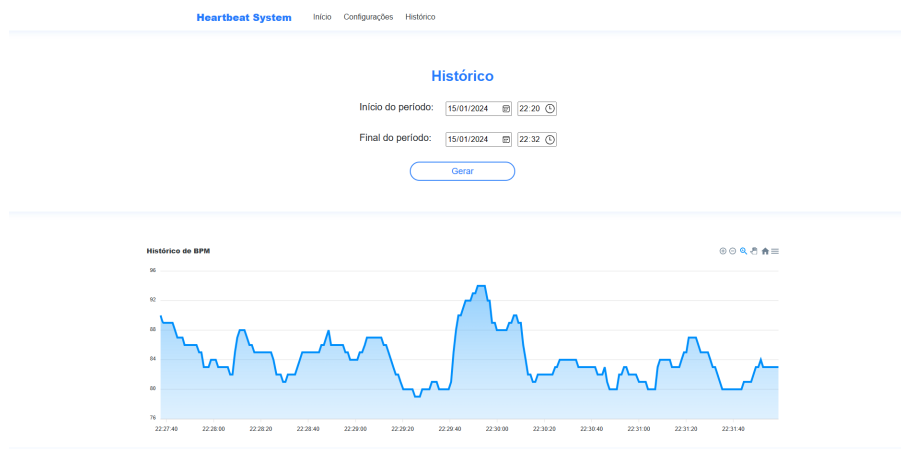 Heartbeat System Início Configurações Histórico
Histórico
Início do período: 15/01/2024 22:20
Final do período: 15/01/2024 22:32
Gerar
Histórico de BPM
96
92
88
84
80
76
22:27:40 22:28:00 22:28:20 22:28:40 22:29:00 22:29:20 22:29:40 22:30:00 22:30:20 22:30:40 22:31:00 22:31:20 22:31:40